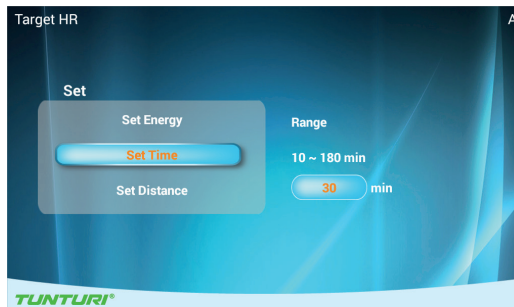 Target HR
A
Set
Set Energy
Set Time
Set Distance
Range
10 ~ 180 min
30 min
TUNTURI®